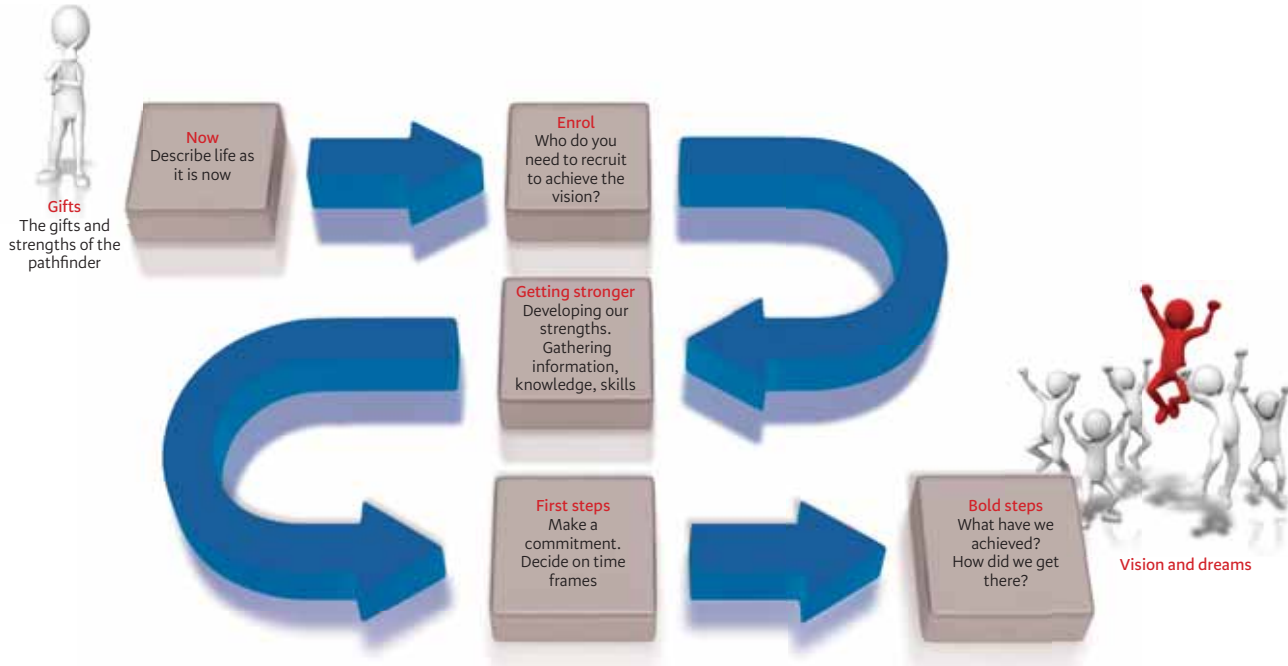 Gifts
The gifts and
strengths of the
pathfinder
Now
Describe life as
it is now
Enrol
Who do you
need to recruit
to achieve the
vision?
Getting stronger
Developing our
strengths.
Gathering
information,
knowledge, skills
First steps
Make a
commitment.
Decide on time
frames
Bold steps
What have we
achieved?
How did we get
there?
Vision and dreams